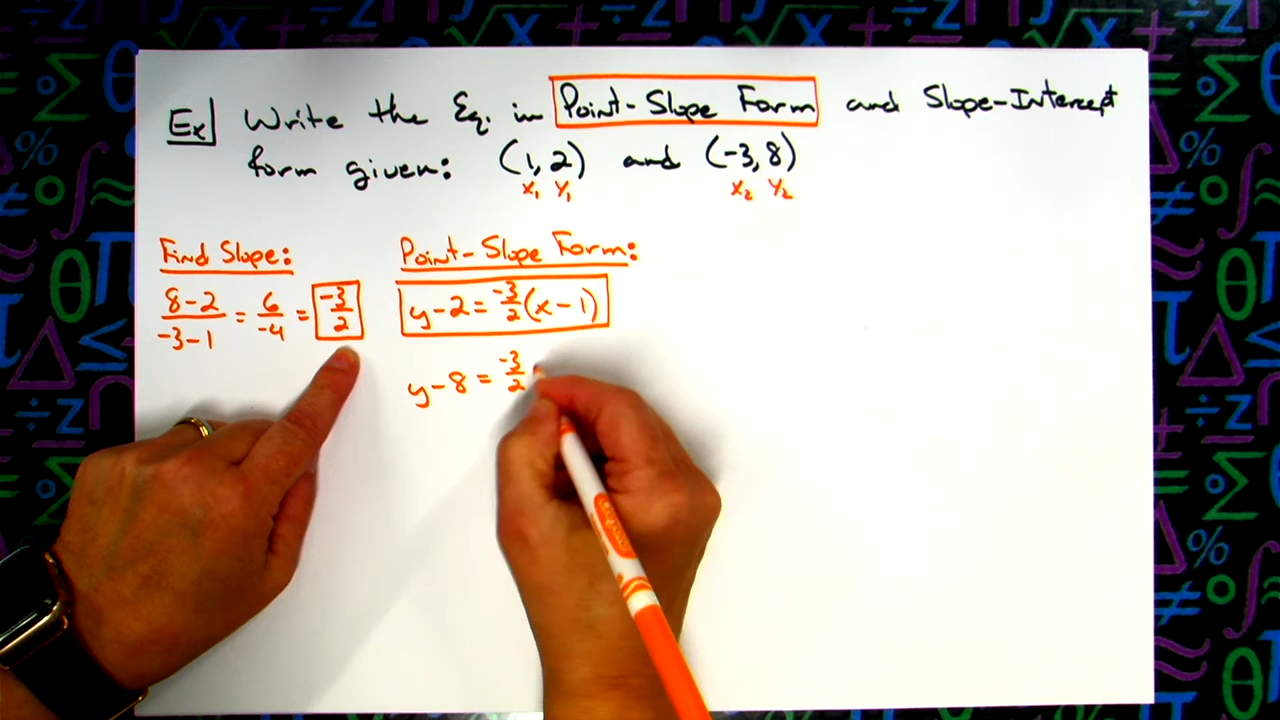 Ex Write the Eq. in Point-Slope Form and Slope-Intercept
form given: (1, 2) and (-3, 8)
x₁ y₁ x₂ y₂
Find Slope: Point-Slope Form:
8-2/-3-1 = 6/-4 = -3/2 y-2 = -3/2(x-1)
y-8 = -3/2